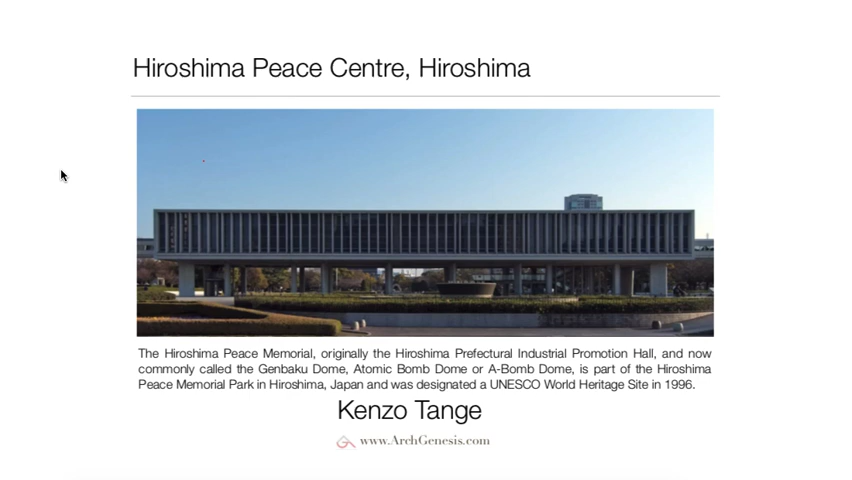 Hiroshima Peace Centre, Hiroshima
The Hiroshima Peace Memorial, originally the Hiroshima Prefectural Industrial Promotion Hall, and now
commonly called the Genbaku Dome, Atomic Bomb Dome or A-Bomb Dome, is part of the Hiroshima
Peace Memorial Park in Hiroshima, Japan and was designated a UNESCO World Heritage Site in 1996.
Kenzo Tange
www.ArchGenesis.com